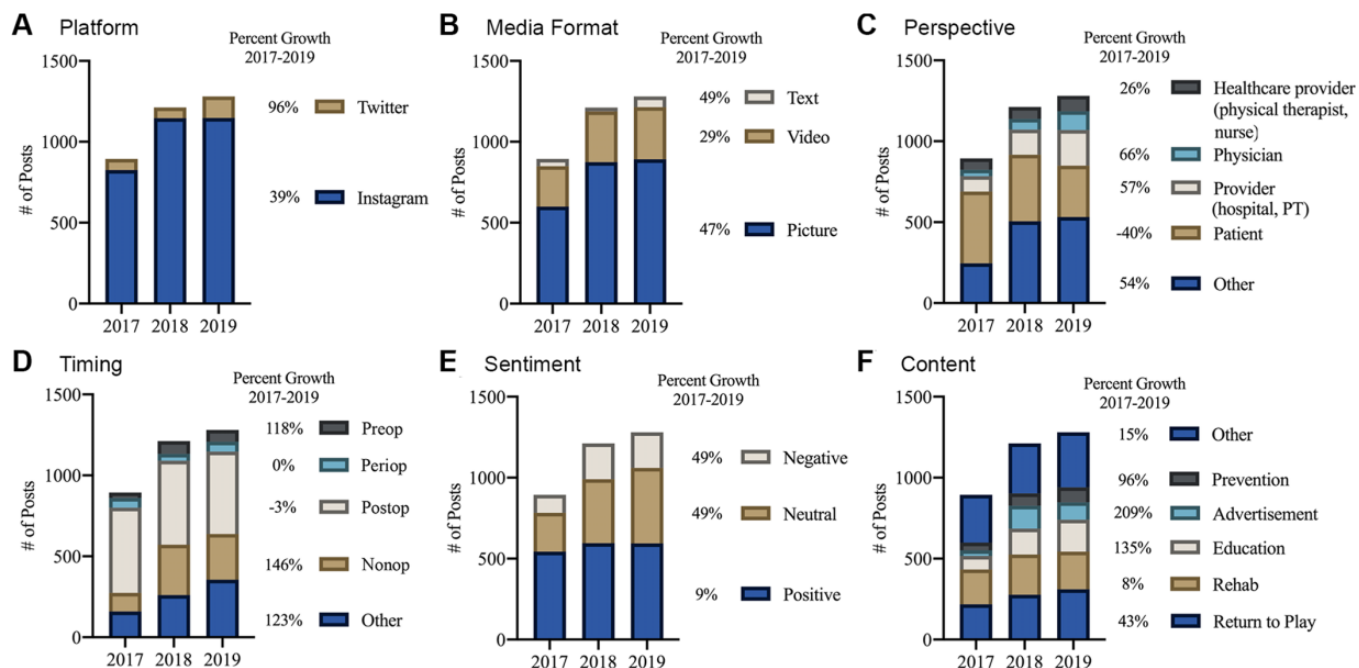 A Platform
Percent Growth
2017-2019
1500
1000
500
0
# of Posts
96% Twitter
39% Instagram
2017 2018 2019
B Media Format
Percent Growth
2017-2019
1500
1000
500
0
# of Posts
49% Text
29% Video
47% Picture
2017 2018 2019
C Perspective
Percent Growth
2017-2019
1500
1000
500
0
# of Posts
26% Healthcare provider
(physical therapist,
nurse)
66% Physician
57% Provider
(hospital, PT)
-40% Patient
54% Other
2017 2018 2019
D Timing
Percent Growth
2017-2019
1500
1000
500
0
# of Posts
118% Preop
0% Periop
-3% Postop
146% Nonop
123% Other
2017 2018 2019
E Sentiment
Percent Growth
2017-2019
1500
1000
500
0
# of Posts
49% Negative
49% Neutral
9% Positive
2017 2018 2019
F Content
Percent Growth
2017-2019
1500
1000
500
0
# of Posts
15% Other
96% Prevention
209% Advertisement
135% Education
8% Rehab
43% Return to Play
2017 2018 2019